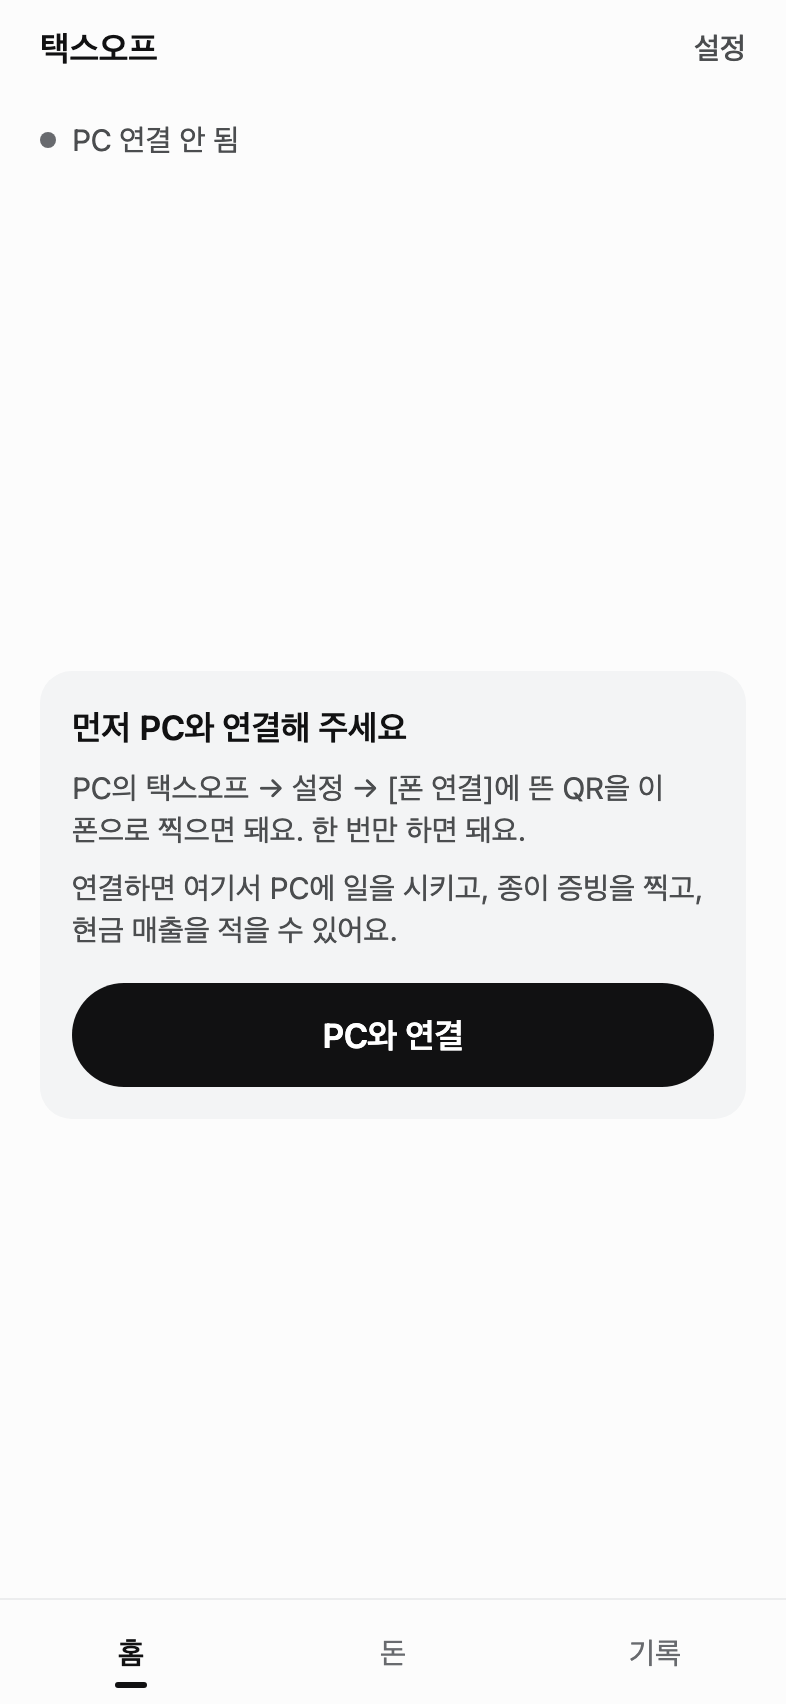 택스오프
설정
PC 연결 안 됨
먼저 PC와 연결해 주세요
PC의 택스오프 → 설정 → [폰 연결]에 뜬 QR을 이
폰으로 찍으면 돼요. 한 번만 하면 돼요.
연결하면 여기서 PC에 일을 시키고, 종이 증빙을 찍고,
현금 매출을 적을 수 있어요.
PC와 연결
홈
돈
기록